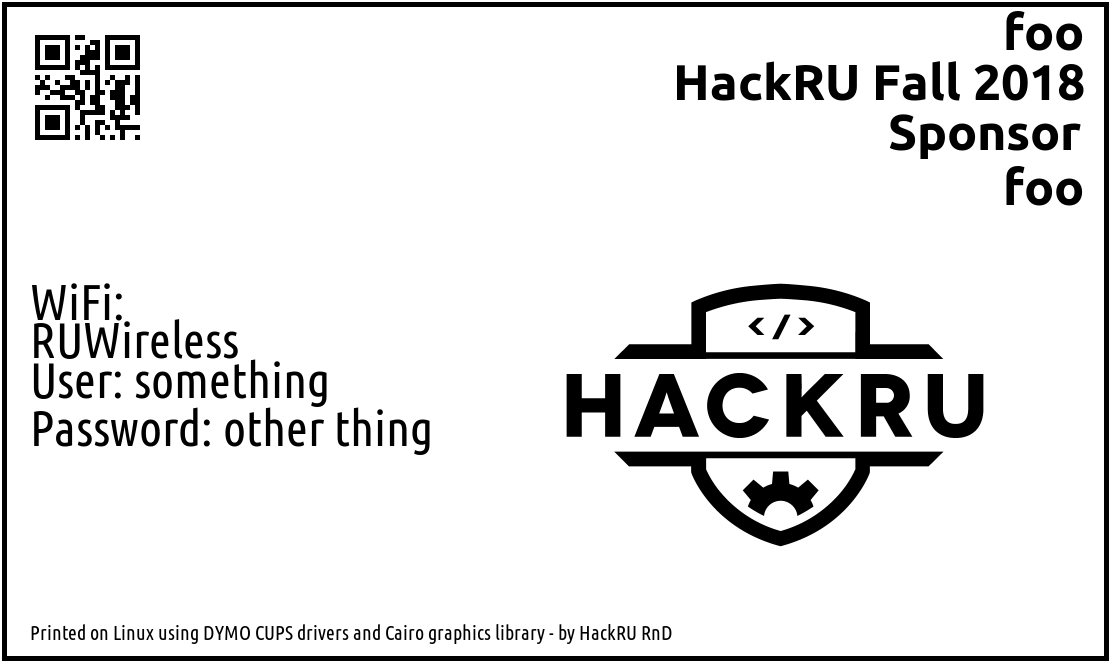 foo
HackRU Fall 2018
Sponsor
foo
WiFi:
RUWireless
User: something
Password: other thing
</>
HACKRU
Printed on Linux using DYMO CUPS drivers and Cairo graphics library - by HackRU RnD